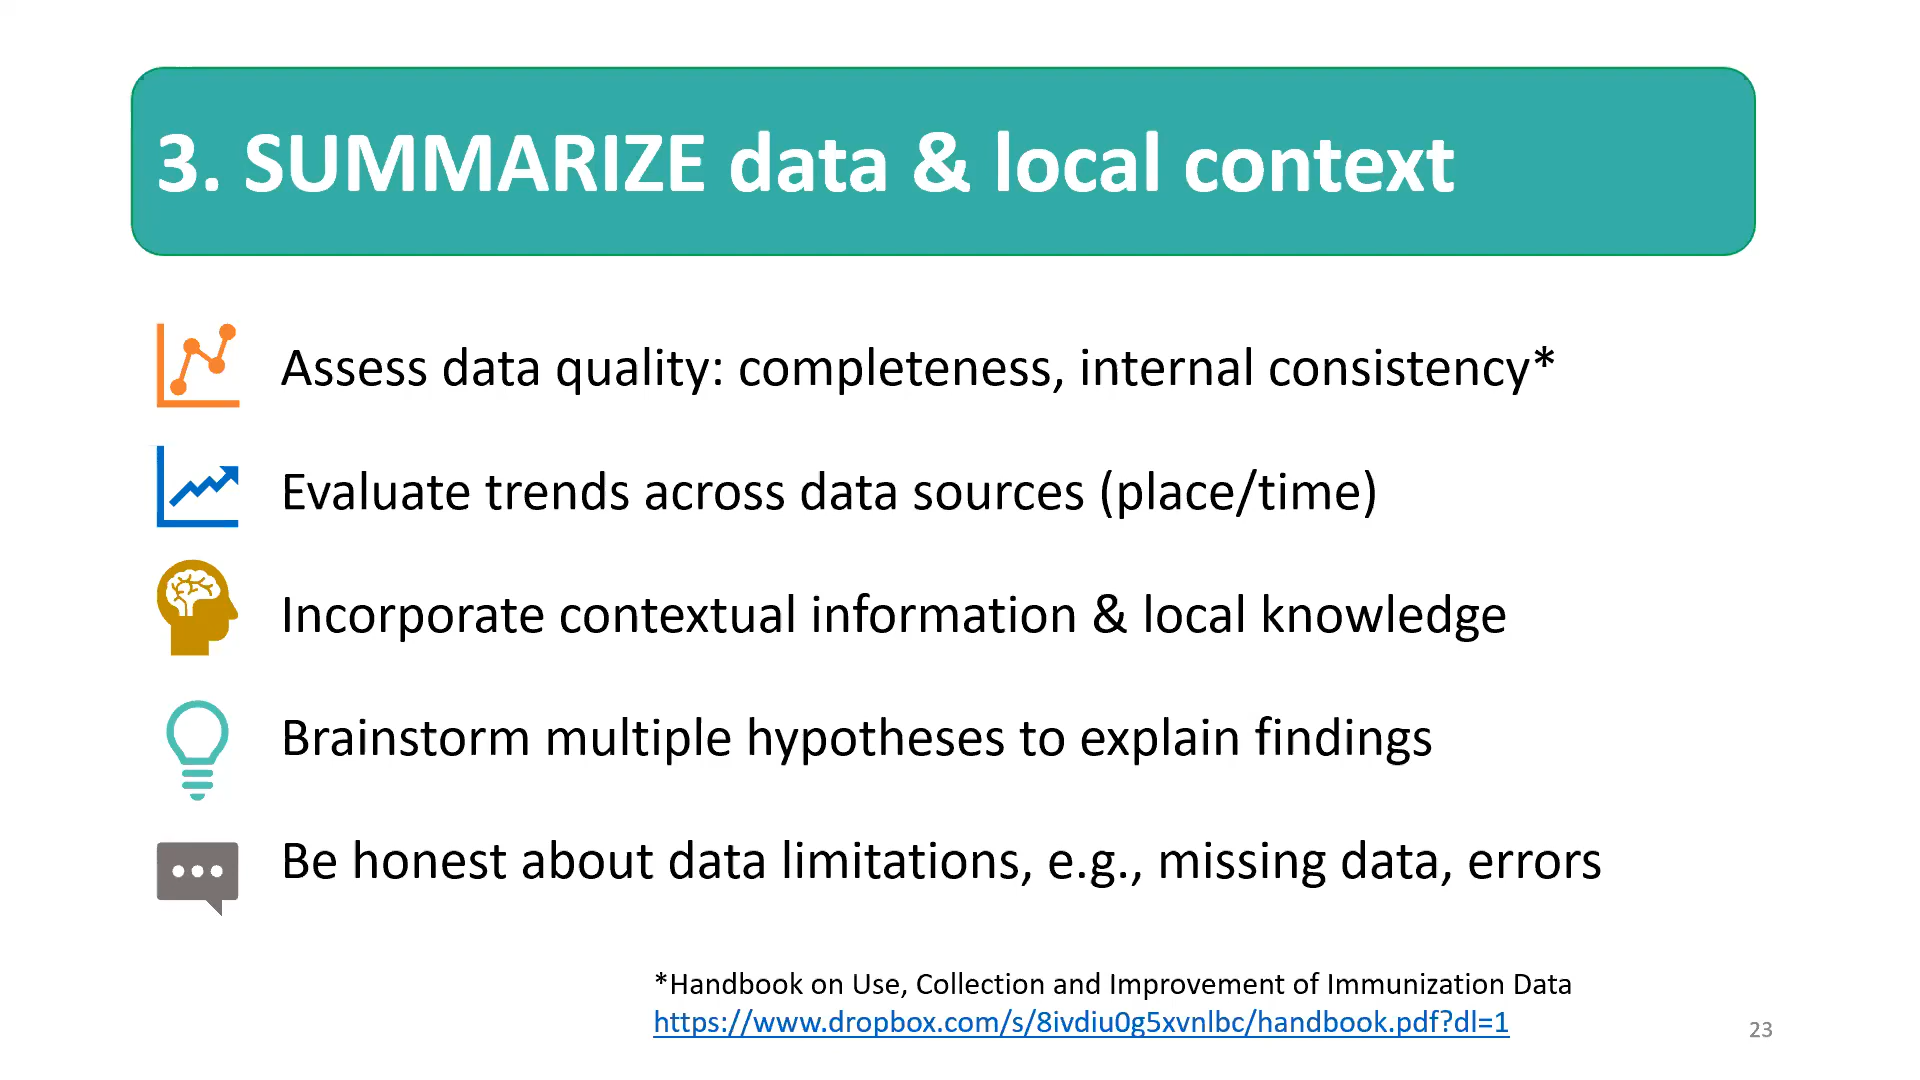 3. SUMMARIZE data & local context
Assess data quality: completeness, internal consistency*
Evaluate trends across data sources (place/time)
Incorporate contextual information & local knowledge
Brainstorm multiple hypotheses to explain findings
Be honest about data limitations, e.g., missing data, errors
*Handbook on Use, Collection and Improvement of Immunization Data
https://www.dropbox.com/s/8ivdiu0g5xvnlbc/handbook.pdf?dl=1
23